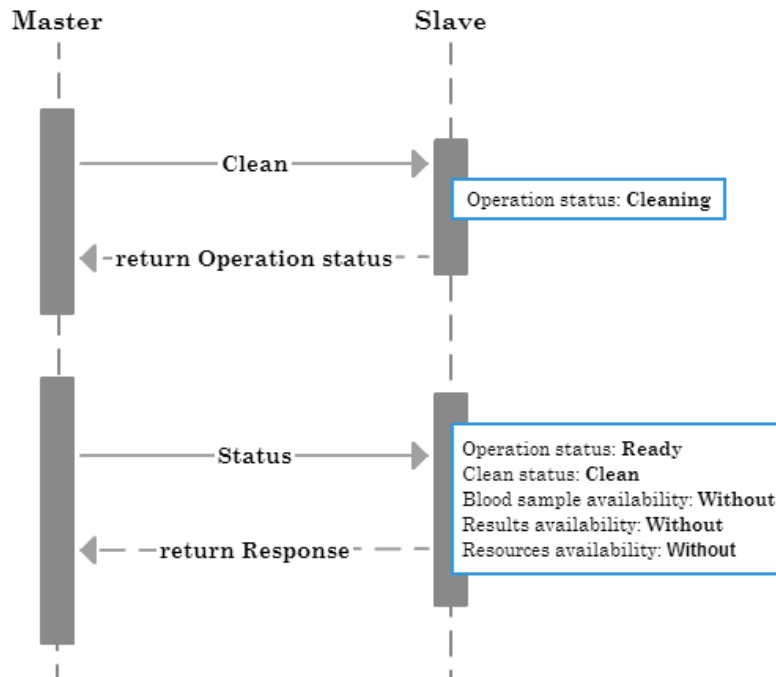 Master
Slave
Clean
Operation status: Cleaning
return Operation status
Status
Operation status: Ready
Clean status: Clean
Blood sample availability: Without
Results availability: Without
Resources availability: Without
return Response